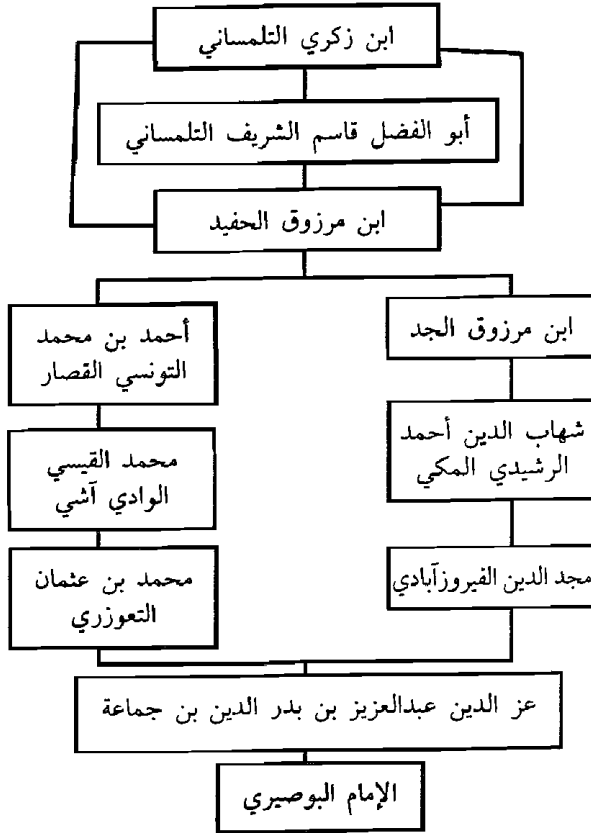 ابن زكري التلمساني
أبو الفضل قاسم الشريف التلمساني
ابن مرزوق الحفيد
ابن مرزوق الجد
أحمد بن محمد
التونسي القصار
شهاب الدين أحمد
الرشيدي المكي
محمد القيسي
الوادي آشي
مجد الدين الفيروزآبادي
محمد بن عثمان
التعوزري
عز الدين عبدالعزيز بن بدر الدين بن جماعة
الإمام البوصيري